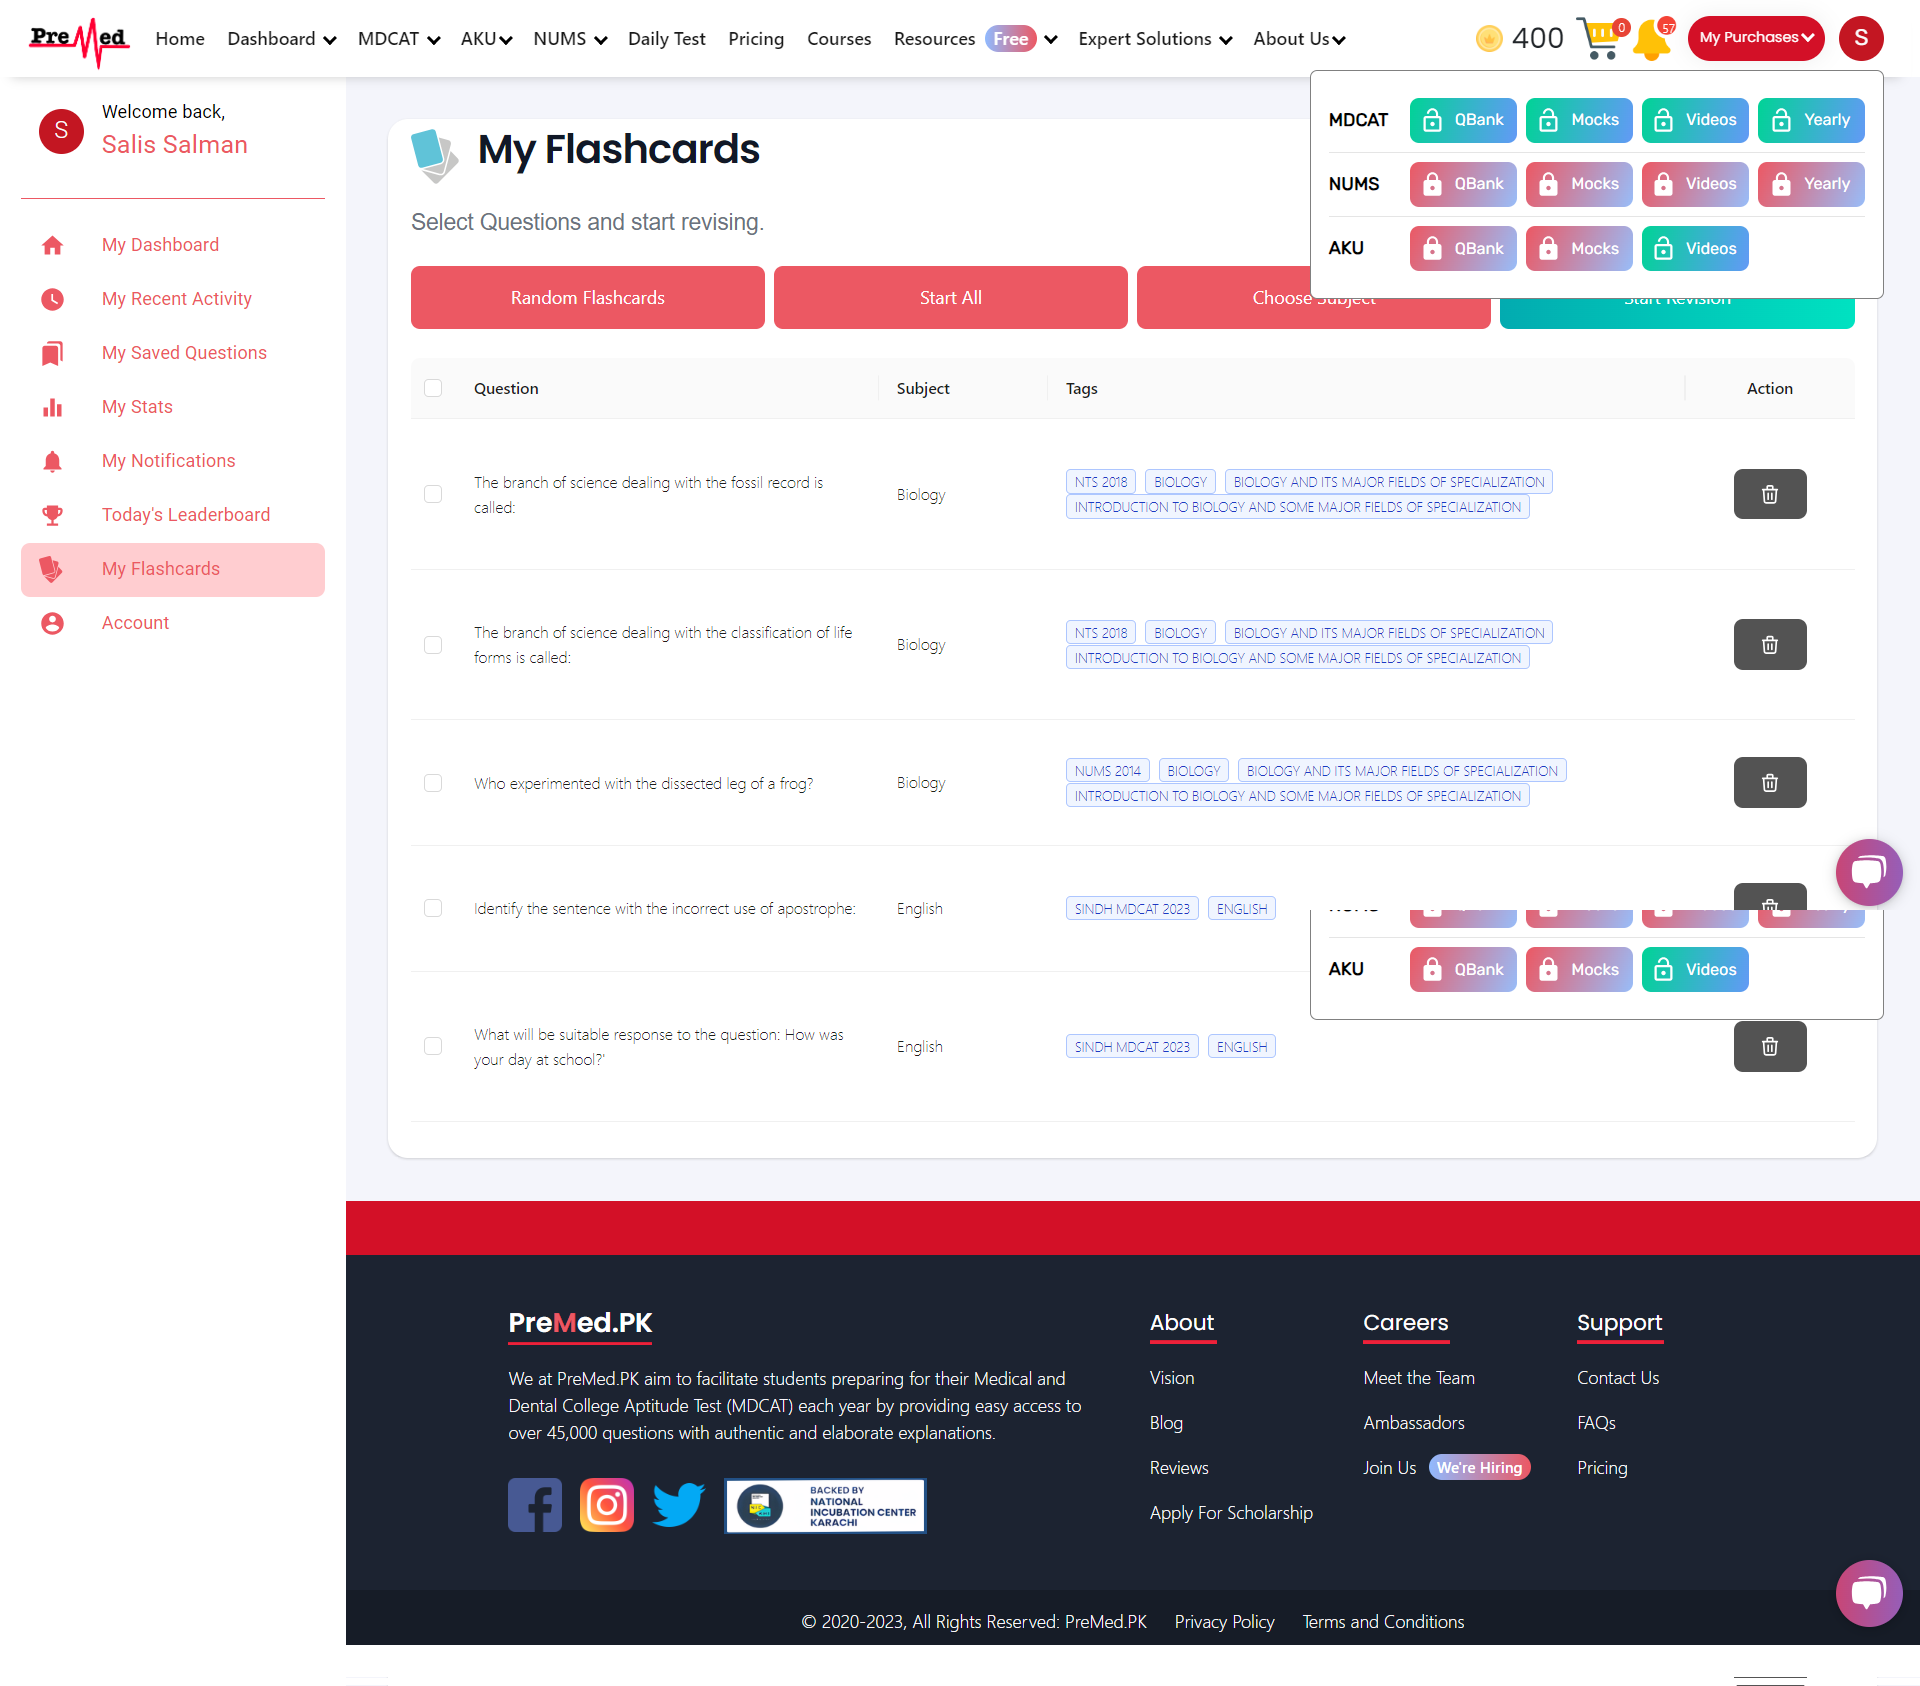 PreMed
Home Dashboard MDCAT AKU NUMS Daily Test Pricing Courses Resources Free Expert Solutions About Us 400 0 57 My Purchases S
S
Welcome back,
Salis Salman
My Dashboard
My Recent Activity
My Saved Questions
My Stats
My Notifications
Today's Leaderboard
My Flashcards
Account
My Flashcards
Select Questions and start revising.
MDCAT QBank Mocks Videos Yearly
NUMS QBank Mocks Videos Yearly
AKU QBank Mocks Videos
Random Flashcards Start All Choose Subject Start Revision
Question Subject Tags Action
The branch of science dealing with the fossil record is
called:
Biology
NTS 2018 BIOLOGY BIOLOGY AND ITS MAJOR FIELDS OF SPECIALIZATION
INTRODUCTION TO BIOLOGY AND SOME MAJOR FIELDS OF SPECIALIZATION
The branch of science dealing with the classification of life
forms is called:
Biology
NTS 2018 BIOLOGY BIOLOGY AND ITS MAJOR FIELDS OF SPECIALIZATION
INTRODUCTION TO BIOLOGY AND SOME MAJOR FIELDS OF SPECIALIZATION
Who experimented with the dissected leg of a frog?
Biology
NUMS 2014 BIOLOGY BIOLOGY AND ITS MAJOR FIELDS OF SPECIALIZATION
INTRODUCTION TO BIOLOGY AND SOME MAJOR FIELDS OF SPECIALIZATION
Identify the sentence with the incorrect use of apostrophe:
English
SINDH MDCAT 2023 ENGLISH
AKU QBank Mocks Videos
What will be suitable response to the question: How was
your day at school?'
English
SINDH MDCAT 2023 ENGLISH
PreMed.PK
We at PreMed.PK aim to facilitate students preparing for their Medical and
Dental College Aptitude Test (MDCAT) each year by providing easy access to
over 45,000 questions with authentic and elaborate explanations.
BACKED BY
NATIONAL
INCUBATION CENTER
KARACHI
About
Vision
Blog
Reviews
Apply For Scholarship
Careers
Meet the Team
Ambassadors
Join Us We're Hiring
Support
Contact Us
FAQs
Pricing
© 2020-2023, All Rights Reserved: PreMed.PK Privacy Policy Terms and Conditions